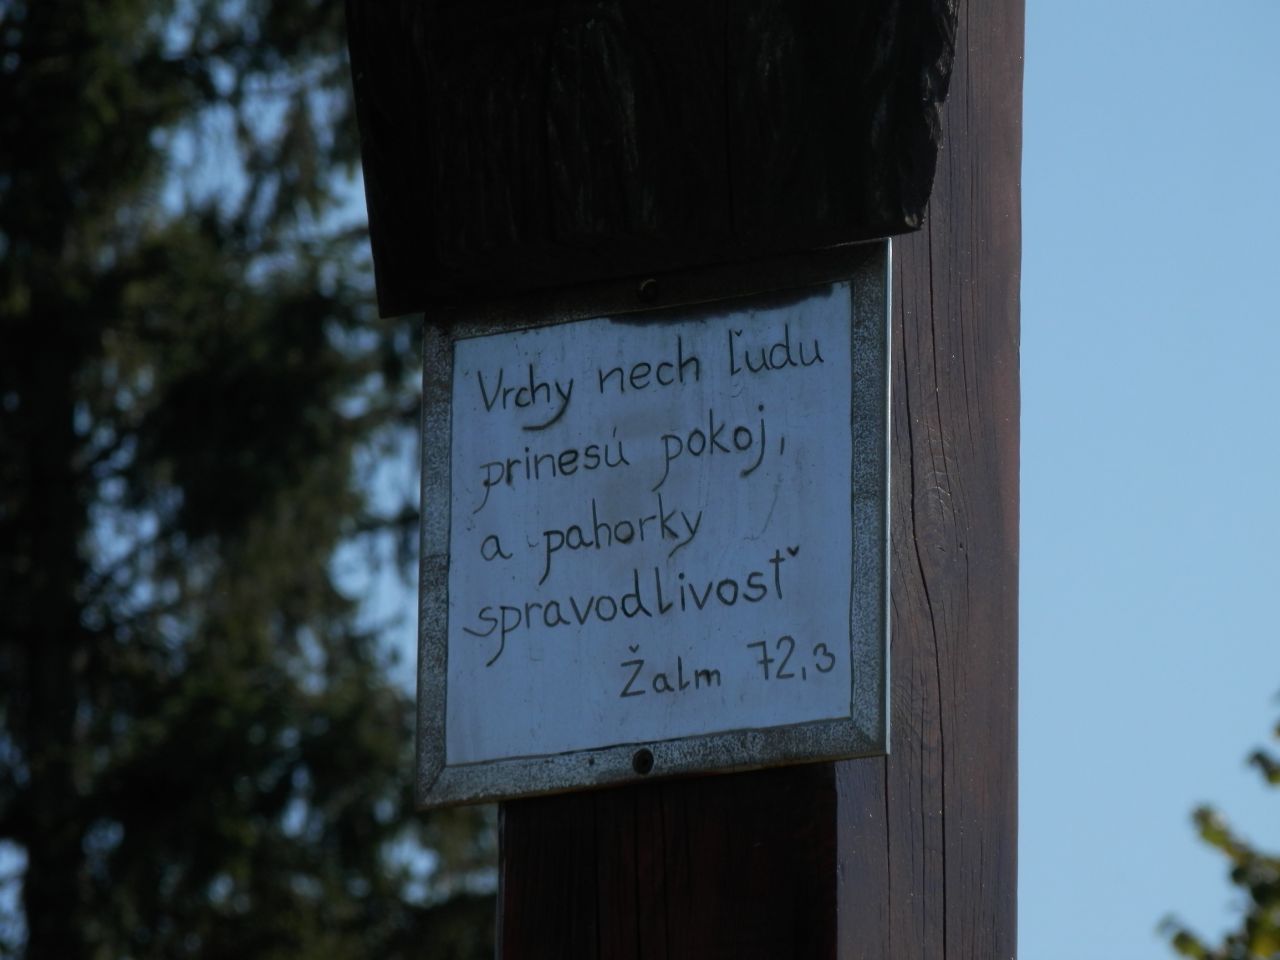 Vrchy nech ľudu
prinesú pokoj,
a pahorky
spravodlivosť
Žalm 72,3